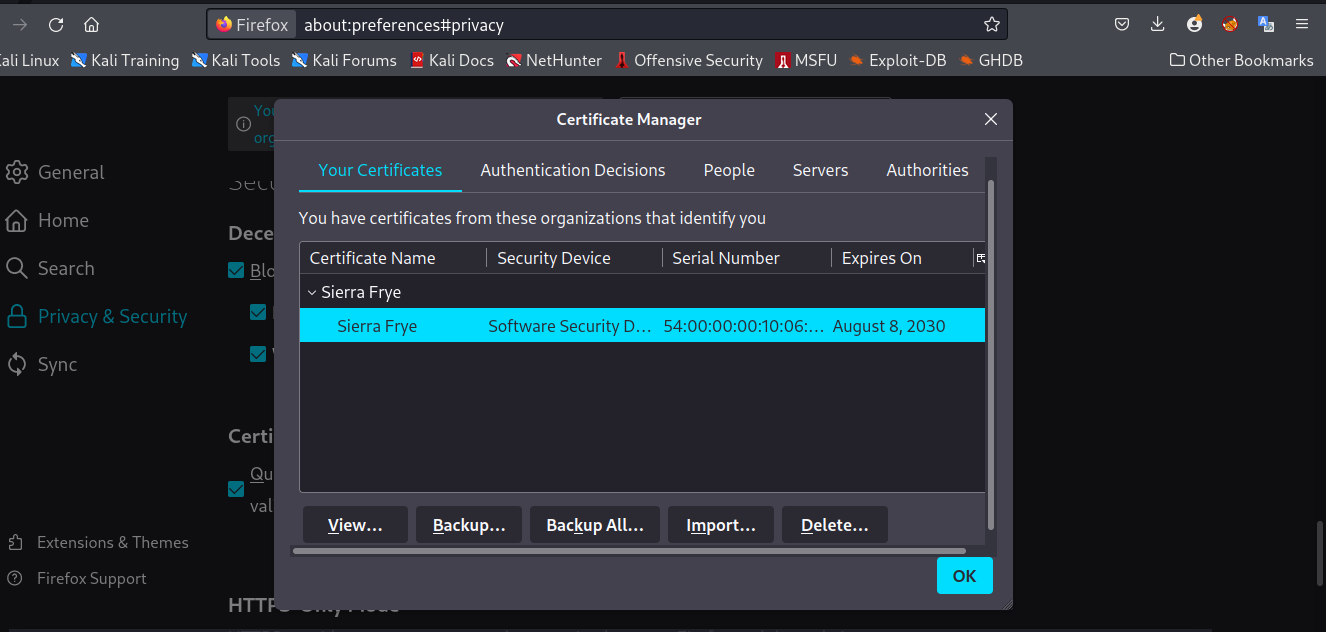 Firefox about:preferences#privacy
ali Linux Kali Training Kali Tools Kali Forums Kali Docs NetHunter Offensive Security MSFU Exploit-DB GHDB Other Bookmarks
You
org
Certificate Manager
General
Home
Search
Privacy & Security
Sync
Extensions & Themes
Firefox Support
Secu
Dece
Blo
Certi
Qu
val
HTTPS-Only Mode
Your Certificates Authentication Decisions People Servers Authorities
You have certificates from these organizations that identify you
Certificate Name Security Device Serial Number Expires On
Sierra Frye
Sierra Frye Software Security D... 54:00:00:00:10:06:... August 8, 2030
View... Backup... Backup All... Import... Delete...
OK